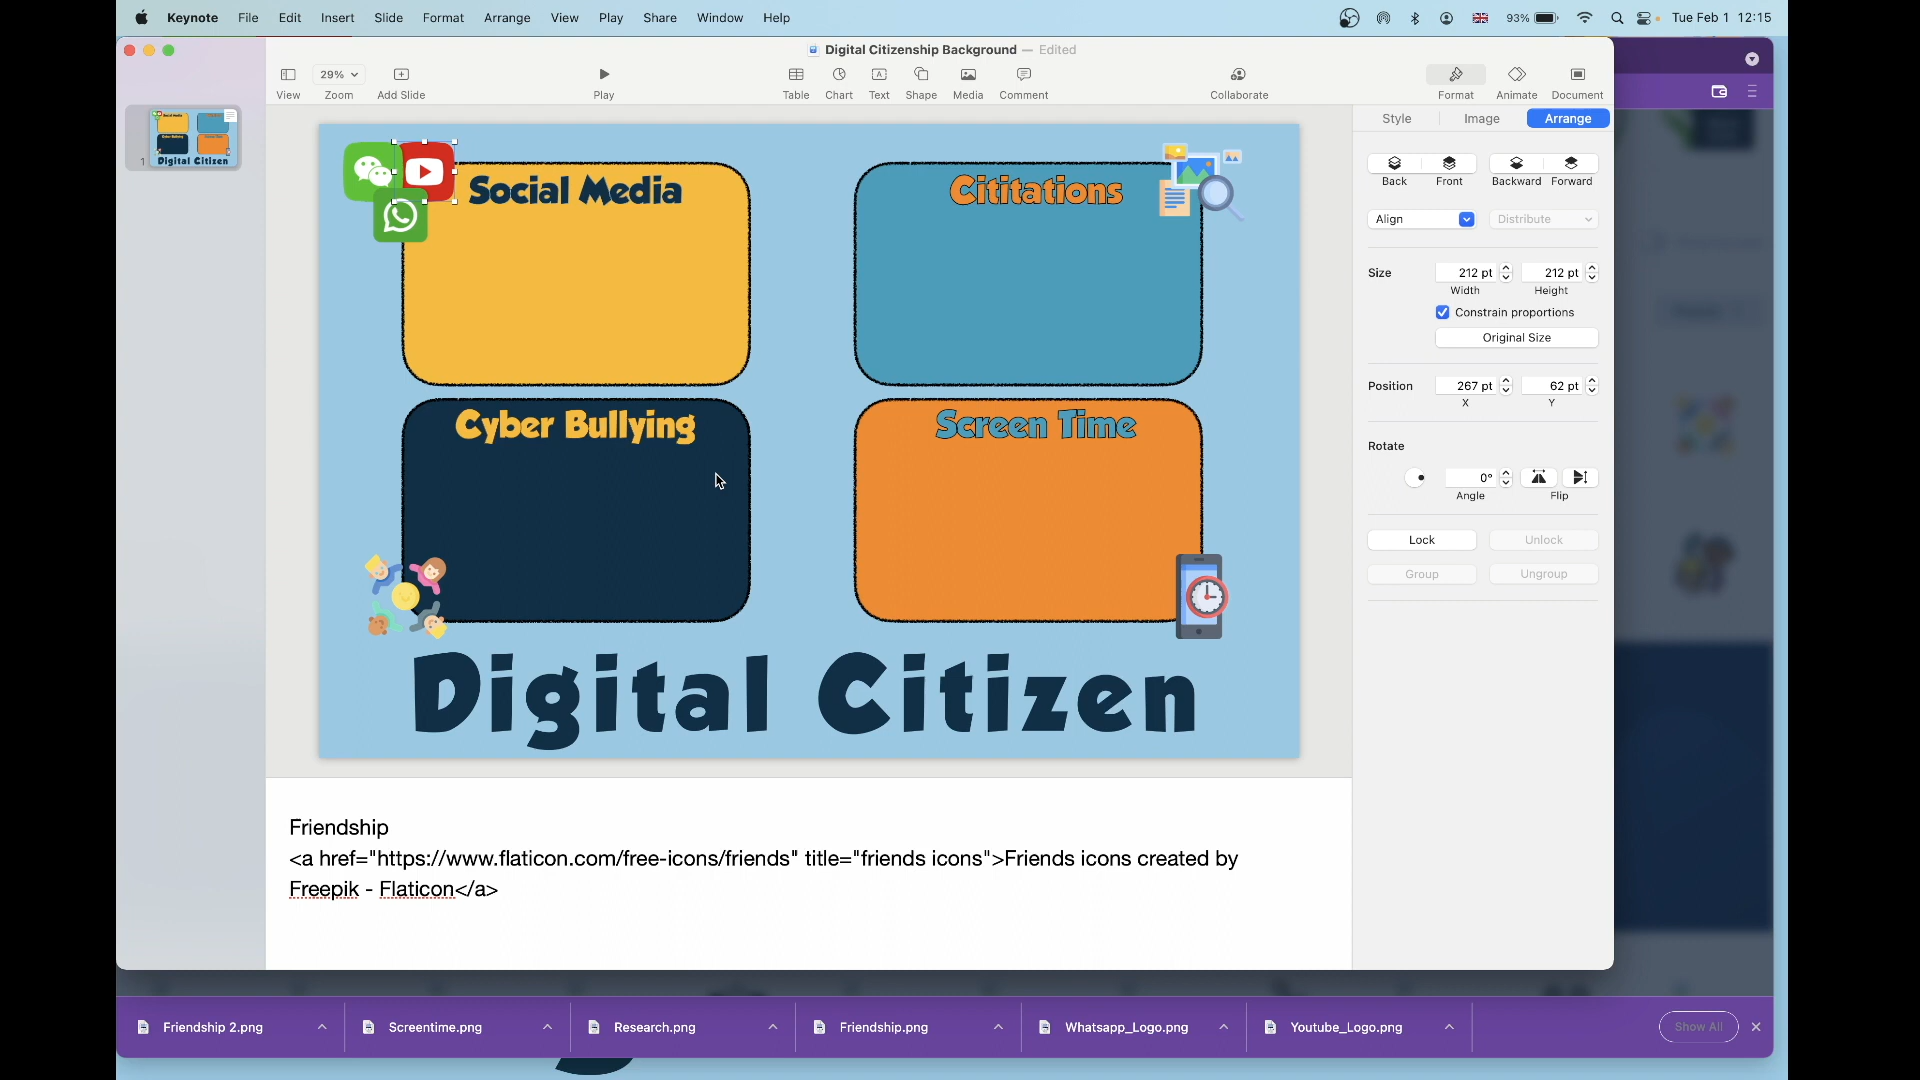 Keynote File Edit Insert Slide Format Arrange View Play Share Window Help
93% Tue Feb 1 12:15
Digital Citizenship Background — Edited
29%
View Zoom Add Slide Play Table Chart Text Shape Media Comment Collaborate Format Animate Document
Style Image Arrange
Back Front Backward Forward
Align Distribute
Size 212 pt 212 pt
Width Height
Constrain proportions
Original Size
Position 267 pt 62 pt
X Y
Rotate
0°
Angle Flip
Lock Unlock
Group Ungroup
1
Social Media
Cititations
Cyber Bullying
Screen Time
Digital Citizen
Friendship
<a href="https://www.flaticon.com/free-icons/friends" title="friends icons">Friends icons created by
Freepik - Flaticon</a>
Friendship 2.png Screentime.png Research.png Friendship.png Whatsapp_Logo.png Youtube_Logo.png Show All